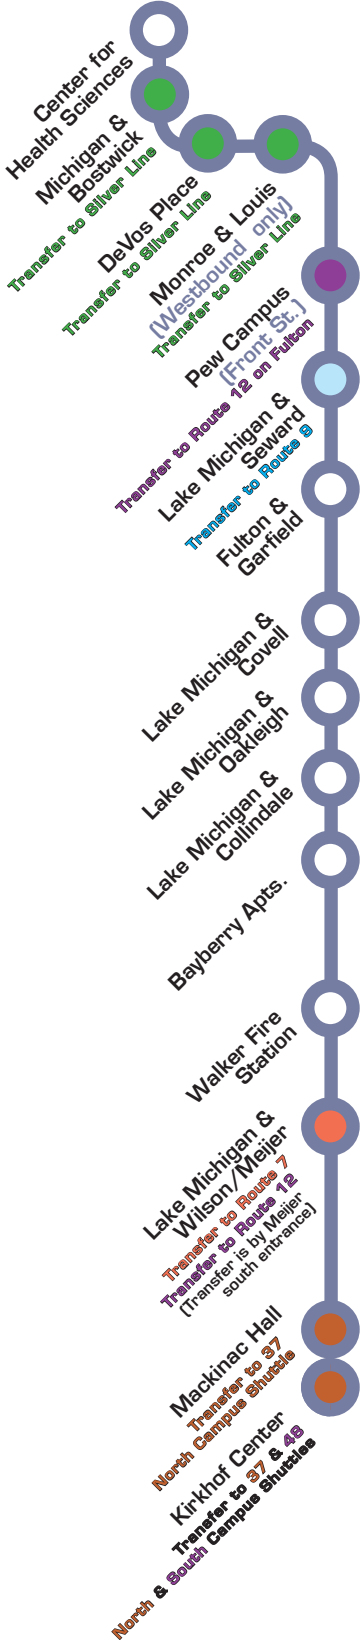 Center for
Health Sciences
Michigan &
Bostwick
Transfer to Silver Line
DeVos Place
Transfer to Silver Line
Monroe & Louis
(Westbound only)
Transfer to Silver Line
Pew Campus
(Front St.)
Transfer to Route 12 on Fulton
Lake Michigan &
Seward
Transfer to Route 9
Fulton &
Garfield
Lake Michigan &
Covell
Lake Michigan &
Oakleigh
Lake Michigan &
Collindale
Bayberry Apts.
Walker Fire
Station
Lake Michigan &
Wilson/Meijer
Transfer to Route 7
Transfer to Route 12
(Transfer is by Meijer
south entrance)
Mackinac Hall
Transfer to 37
North Campus Shuttle
Kirkhof Center
Transfer to 37 & 48
North & South Campus Shuttles